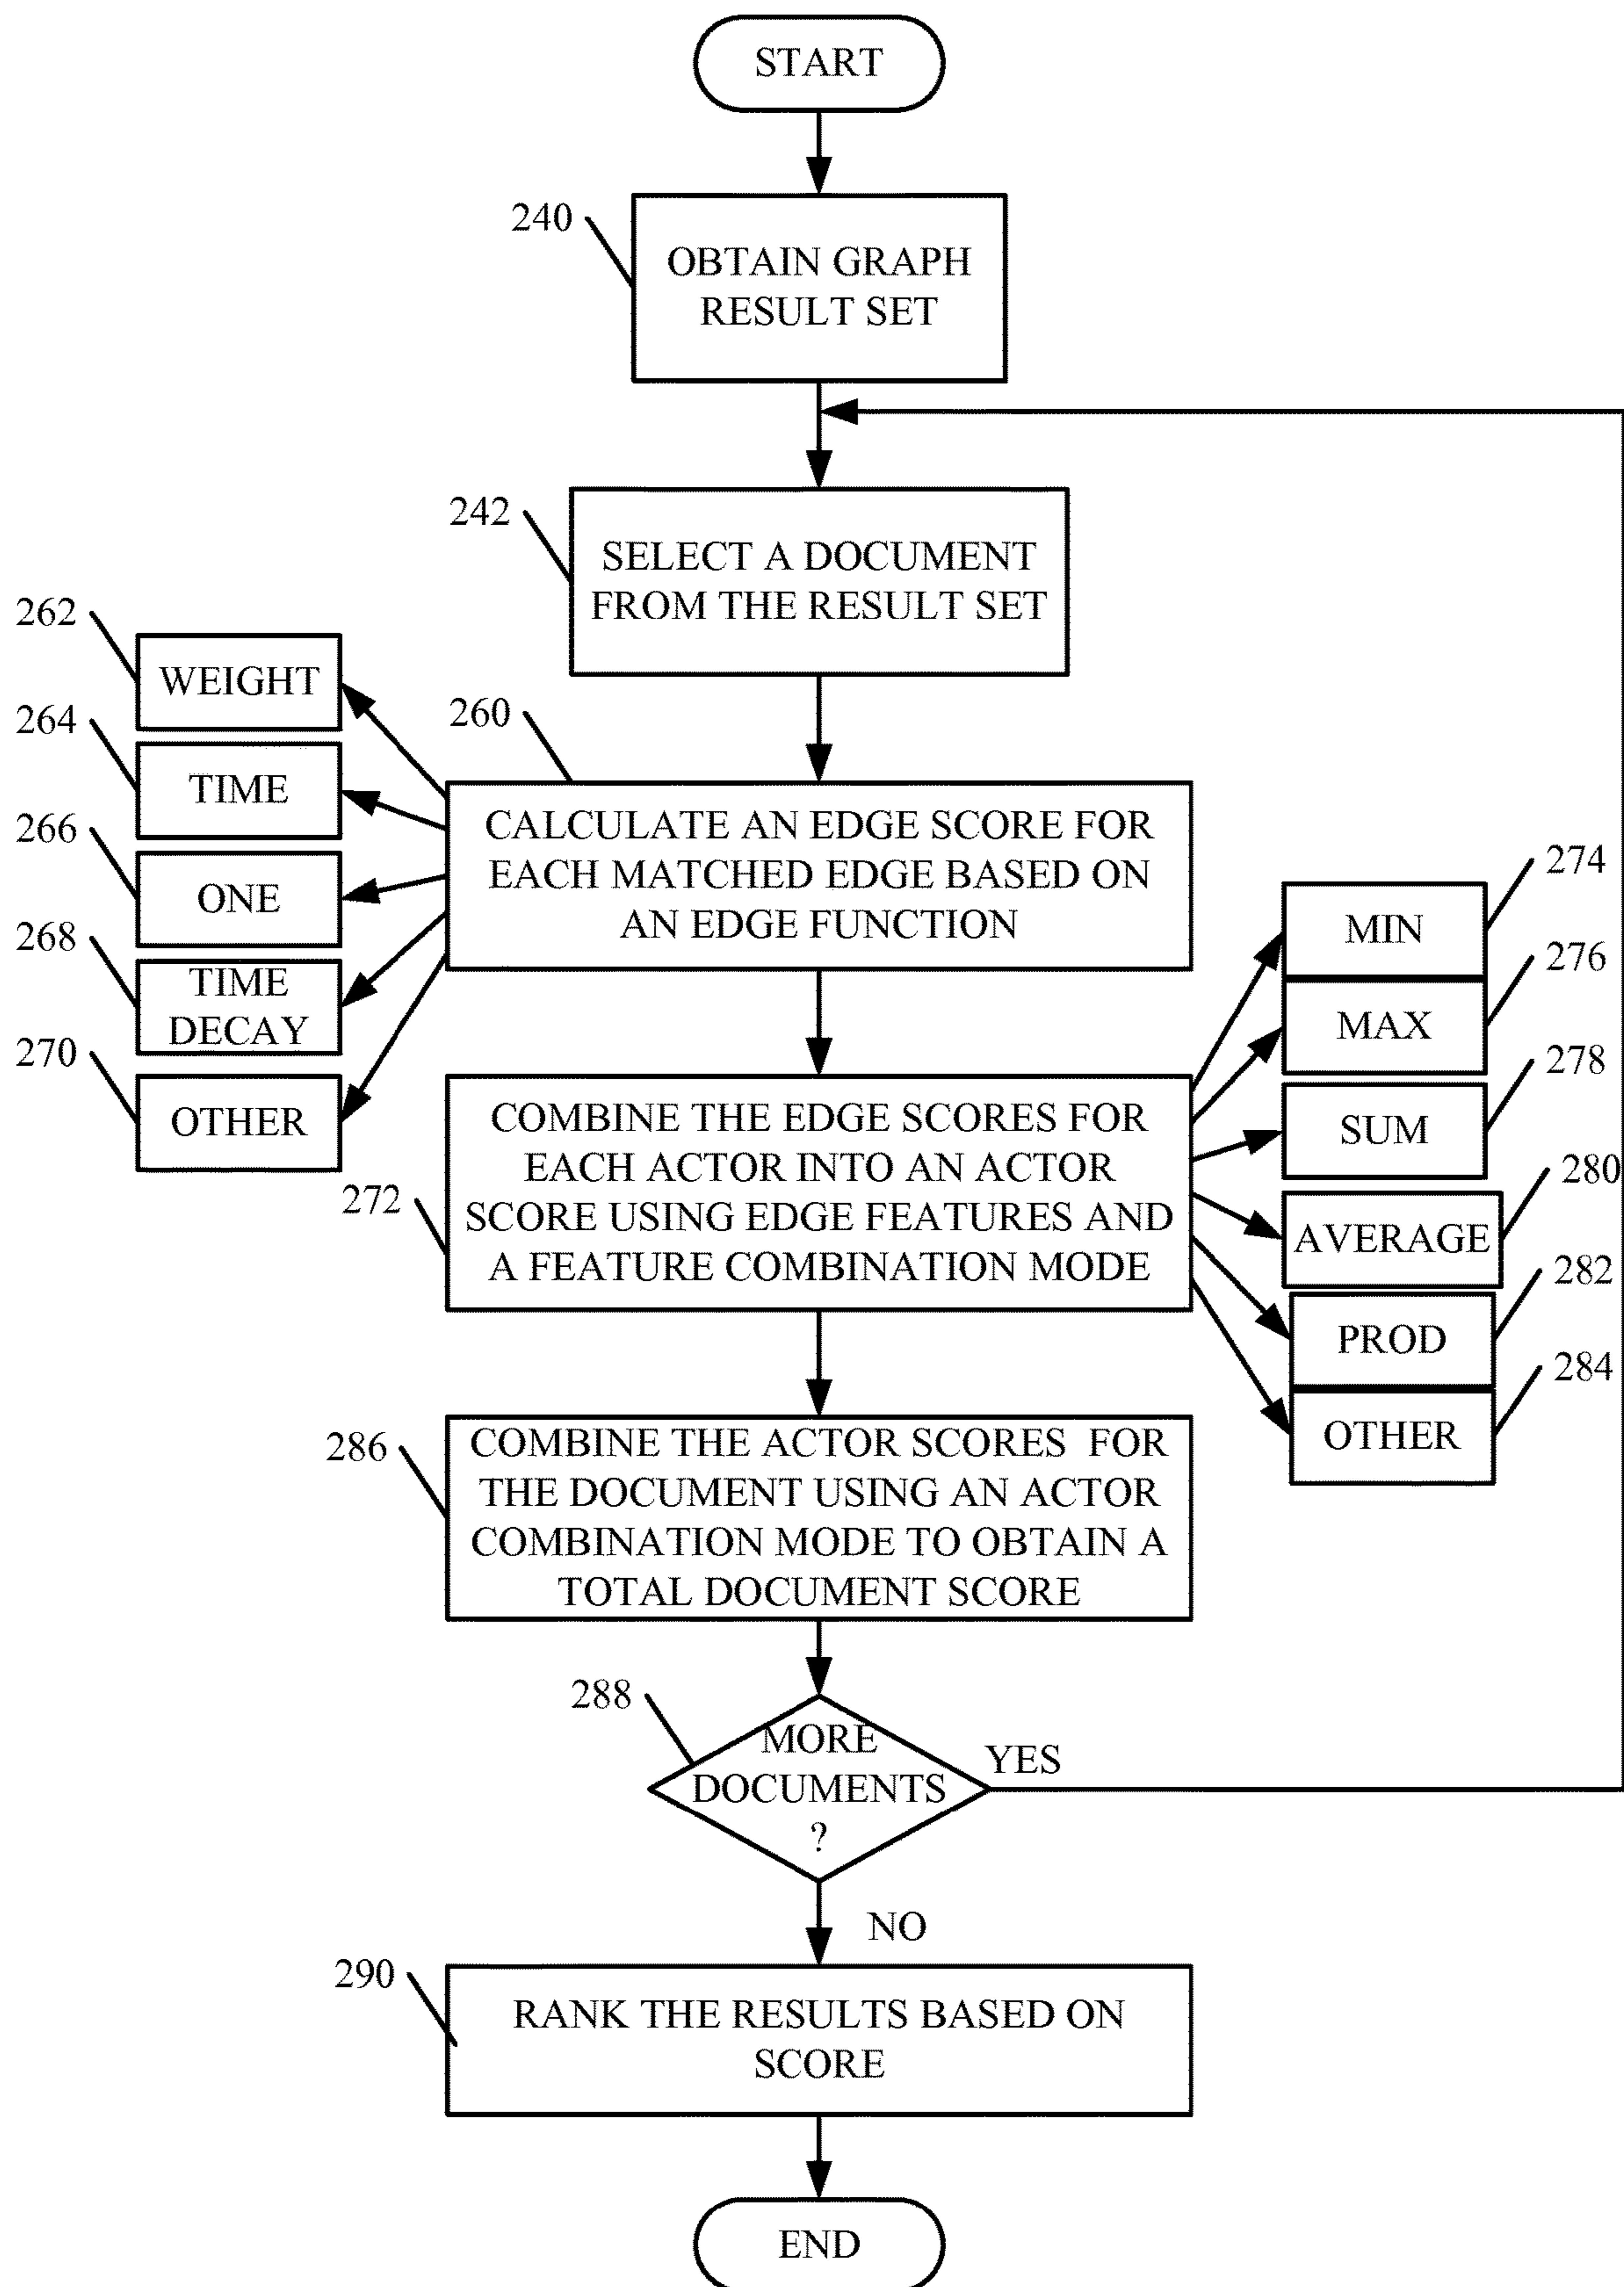 START
240
OBTAIN GRAPH
RESULT SET
242
SELECT A DOCUMENT
FROM THE RESULT SET
262
WEIGHT
264
TIME
266
ONE
268
TIME
DECAY
270
OTHER
260
CALCULATE AN EDGE SCORE FOR
EACH MATCHED EDGE BASED ON
AN EDGE FUNCTION
272
COMBINE THE EDGE SCORES FOR
EACH ACTOR INTO AN ACTOR
SCORE USING EDGE FEATURES AND
A FEATURE COMBINATION MODE
274
MIN
276
MAX
278
SUM
280
AVERAGE
282
PROD
284
OTHER
286
COMBINE THE ACTOR SCORES FOR
THE DOCUMENT USING AN ACTOR
COMBINATION MODE TO OBTAIN A
TOTAL DOCUMENT SCORE
288
MORE
DOCUMENTS
?
YES
NO
290
RANK THE RESULTS BASED ON
SCORE
END